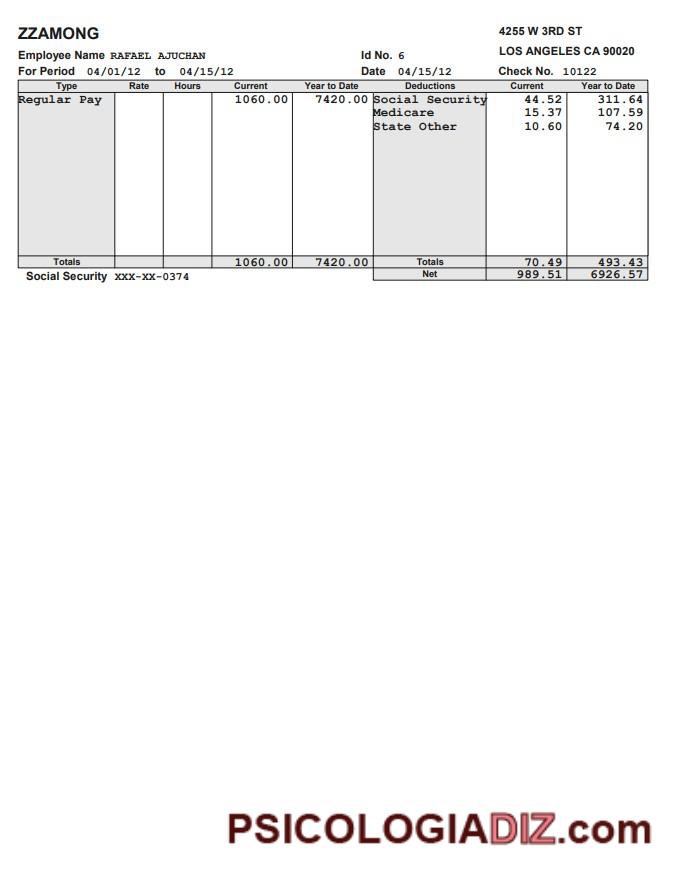 ZZAMONG 4255 W 3RD ST
LOS ANGELES CA 90020
Employee Name RAFAEL AJUCHAN Id No. 6
For Period 04/01/12 to 04/15/12 Date 04/15/12 Check No. 10122
Type Rate Hours Current Year to Date Deductions Current Year to Date
Regular Pay 1060.00 7420.00 Social Security 44.52 311.64
Medicare 15.37 107.59
State Other 10.60 74.20
Totals 1060.00 7420.00 Totals 70.49 493.43
Social Security XXX-XX-0374 Net 989.51 6926.57
PSICOLOGIADIZ.com